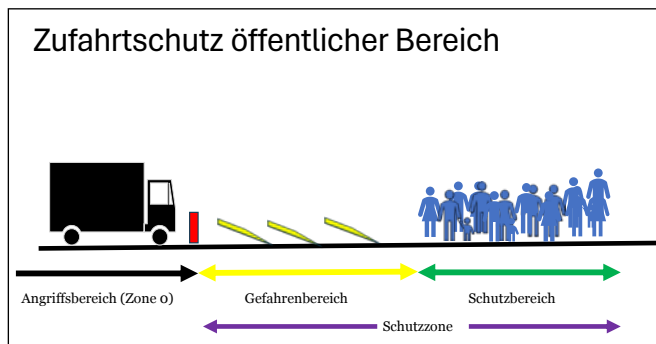 Zufahrtschutz öffentlicher Bereich
Angriffsbereich (Zone 0)
Gefahrenbereich
Schutzbereich
Schutzzone